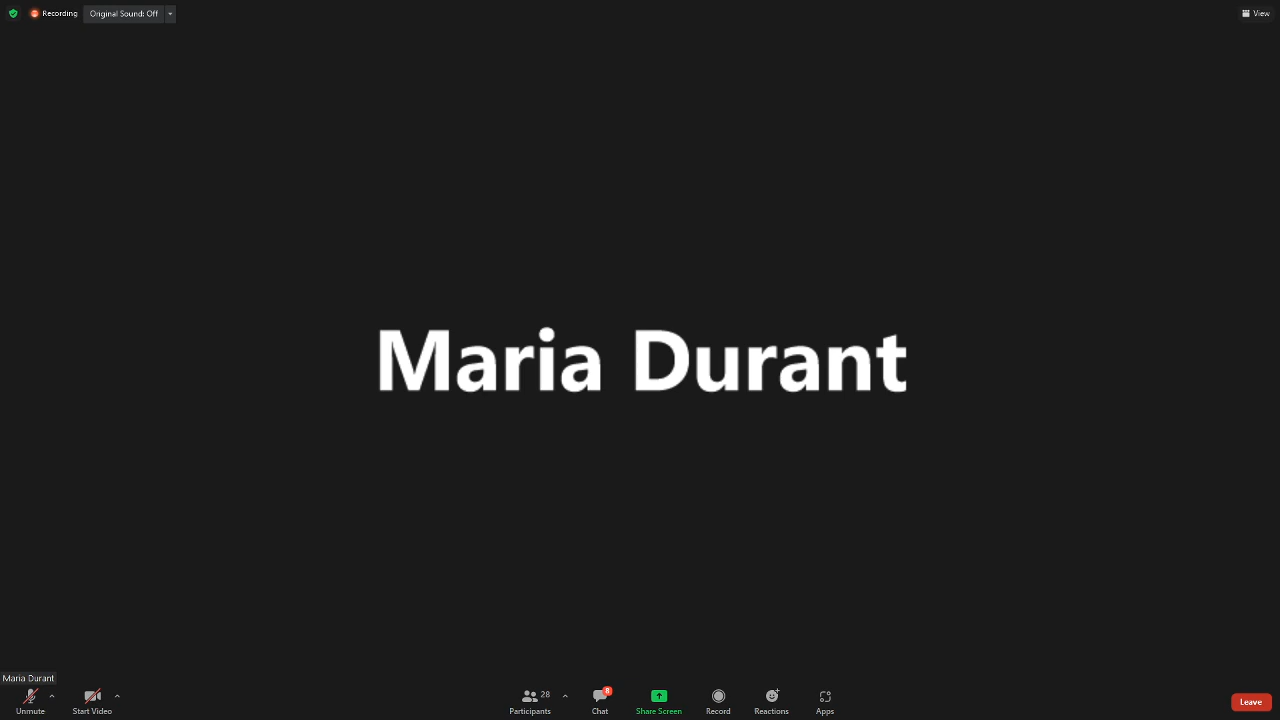 Recording Original Sound: Off View
Maria Durant
Maria Durant
Unmute Start Video Participants 28 Chat 8 Share Screen Record Reactions Apps Leave